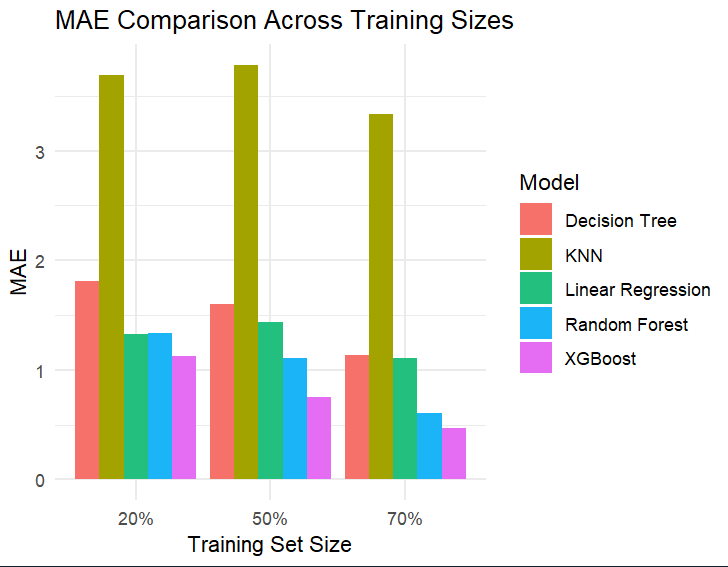 MAE Comparison Across Training Sizes
MAE
3
2
1
0
20% 50% 70%
Training Set Size
Model
Decision Tree
KNN
Linear Regression
Random Forest
XGBoost